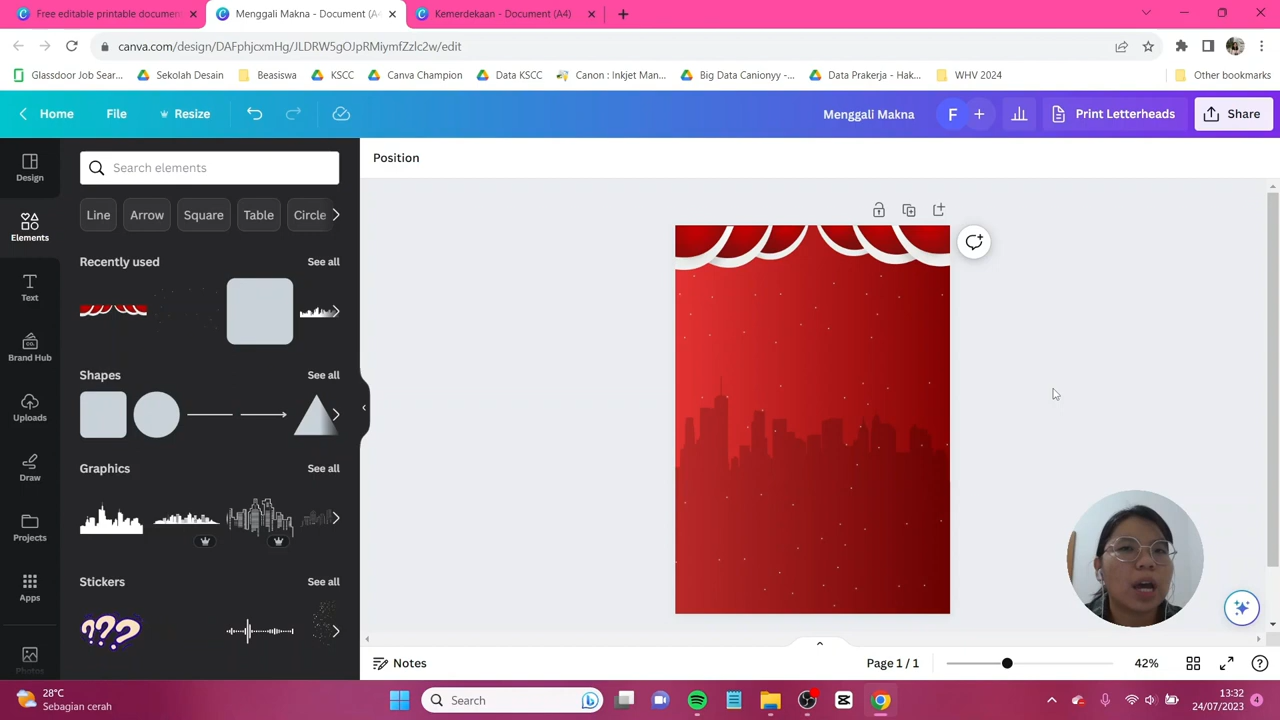 Free editable printable documen
Menggali Makna - Document (A4
Kemerdekaan - Document (A4)
canva.com/design/DAFphjcxmHg/JLDRW5gOJpRMiymfZzlc2w/edit
Glassdoor Job Sear...
Sekolah Desain
Beasiswa
KSCC
Canva Champion
Data KSCC
Canon : Inkjet Man...
Big Data Canionyy -...
Data Prakerja - Hak...
WHV 2024
Other bookmarks
Home
File
Resize
Menggali Makna
F
Print Letterheads
Share
Design
Elements
Text
Brand Hub
Uploads
Draw
Projects
Apps
Photos
Search elements
Line
Arrow
Square
Table
Circle
Recently used
See all
Shapes
See all
Graphics
See all
Stickers
See all
???
Position
Notes
Page 1 / 1
42%
28°C
Sebagian cerah
Search
13:32
24/07/2023
4